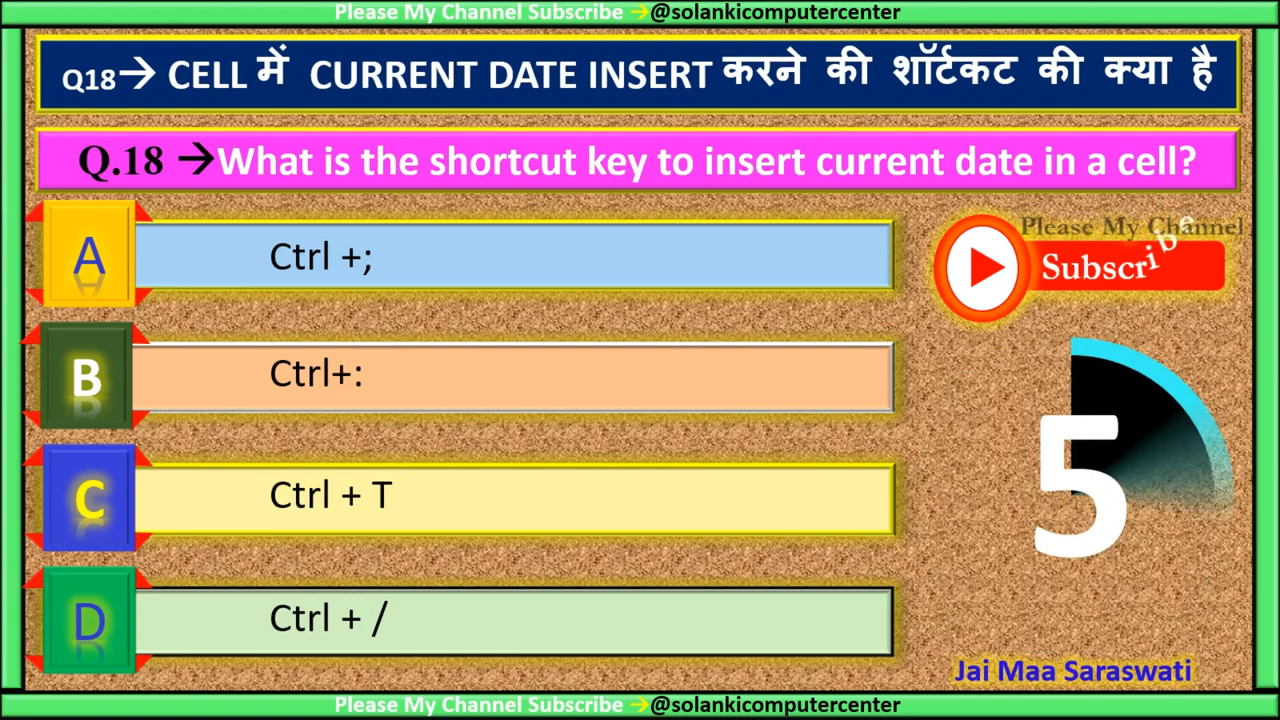 Please My Channel Subscribe →@solankicomputercenter
Q18→ CELL में CURRENT DATE INSERT करने की शॉर्टकट की क्या है
Q.18 →What is the shortcut key to insert current date in a cell?
A Ctrl +;
Please My Channel
Subscribe
B Ctrl+:
C Ctrl + T
5
D Ctrl + /
Jai Maa Saraswati
Please My Channel Subscribe →@solankicomputercenter